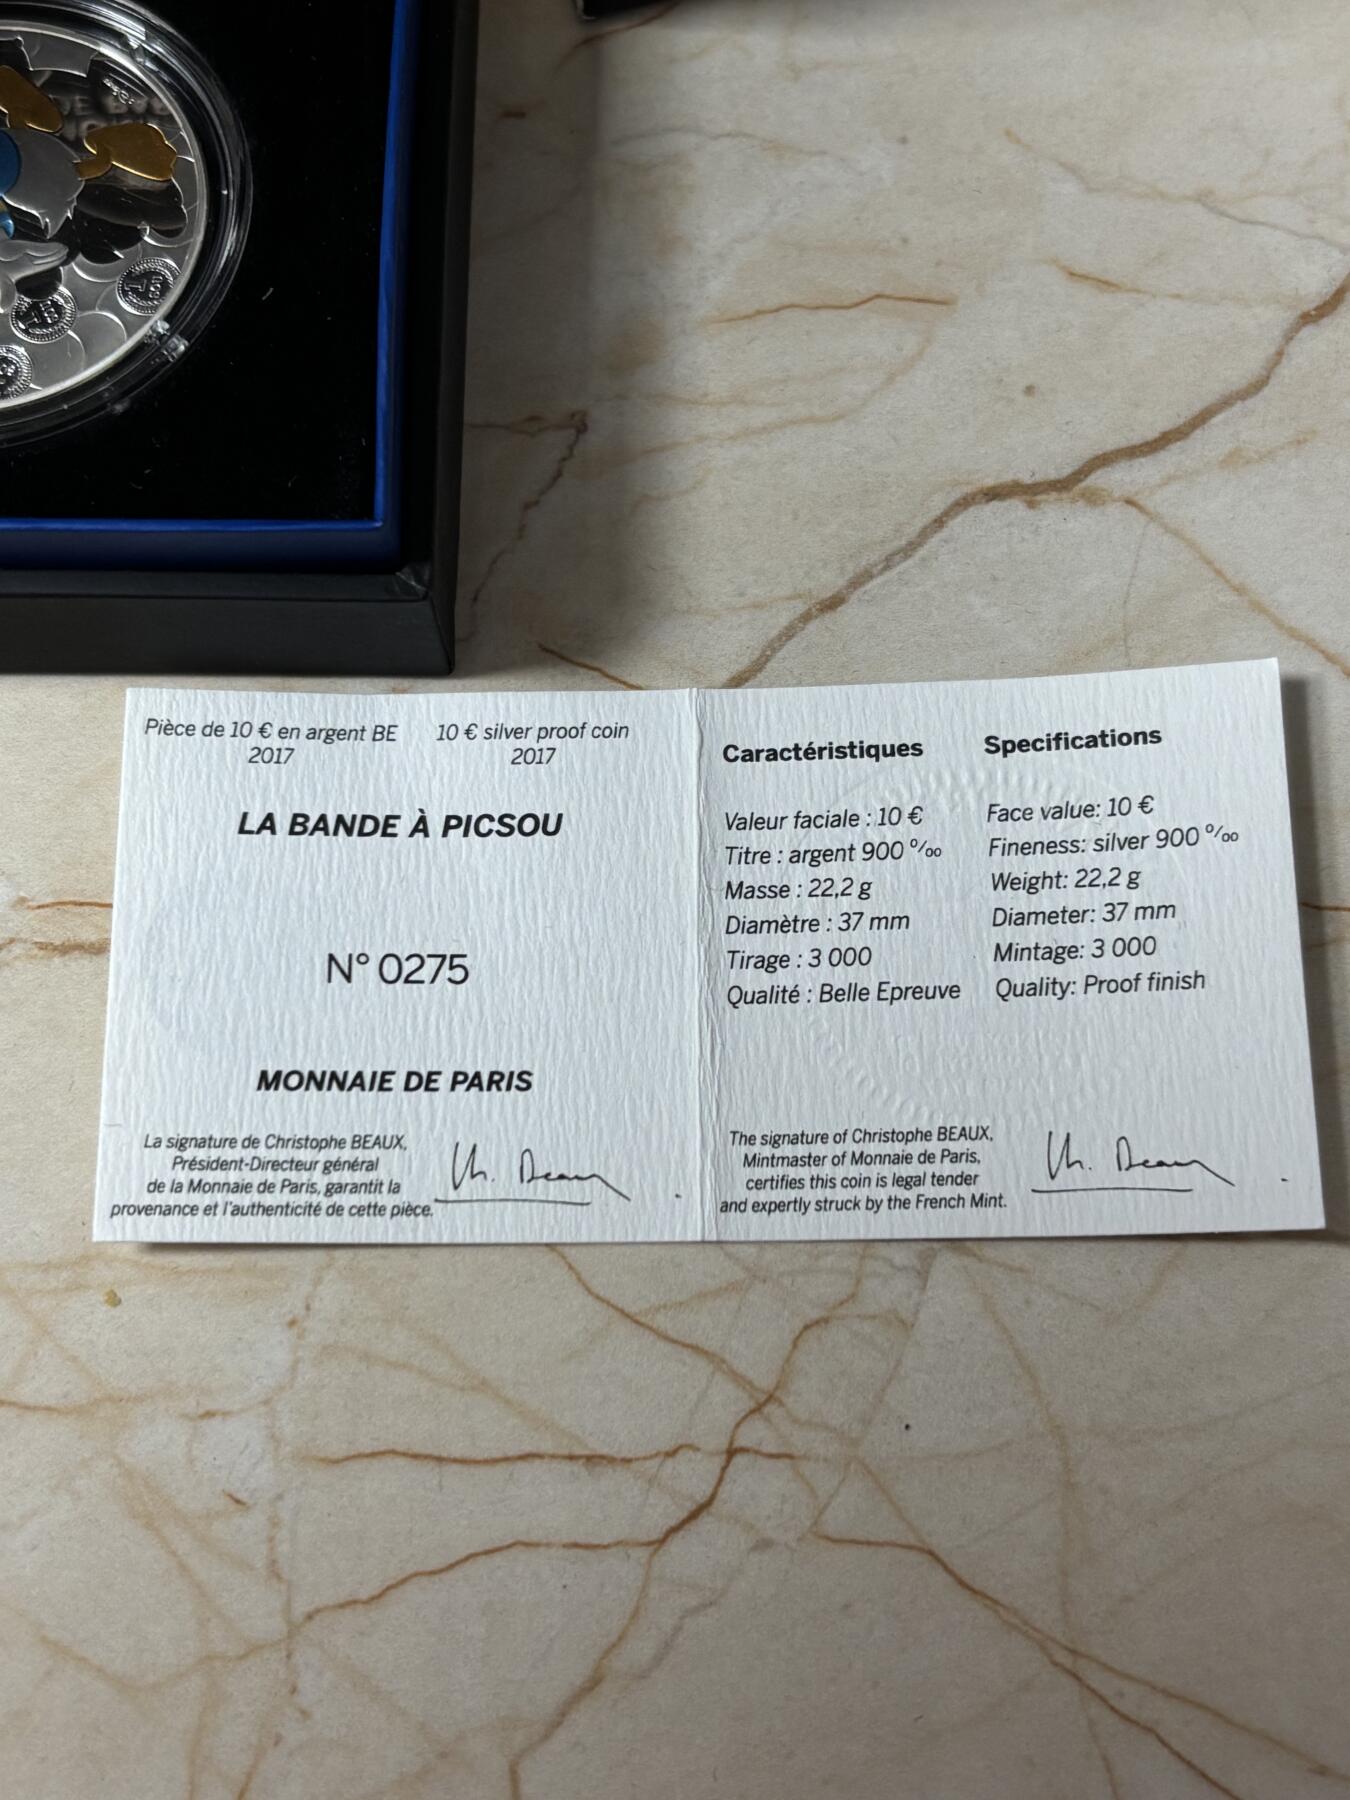 Pièce de 10 € en argent BE
2017
10 € silver proof coin
2017
LA BANDE À PICSOU
N° 0275
MONNAIE DE PARIS
La signature de Christophe BEAUX,
Président-Directeur général
de la Monnaie de Paris, garantit la
provenance et l'authenticité de cette pièce.
Ch. Beaux
Caractéristiques
Valeur faciale : 10 €
Titre : argent 900 ‰
Masse : 22,2 g
Diamètre : 37 mm
Tirage : 3 000
Qualité : Belle Epreuve
Specifications
Face value: 10 €
Fineness: silver 900 ‰
Weight: 22,2 g
Diameter: 37 mm
Mintage: 3 000
Quality: Proof finish
The signature of Christophe BEAUX,
Mintmaster of Monnaie de Paris,
certifies this coin is legal tender
and expertly struck by the French Mint.
Ch. Beaux